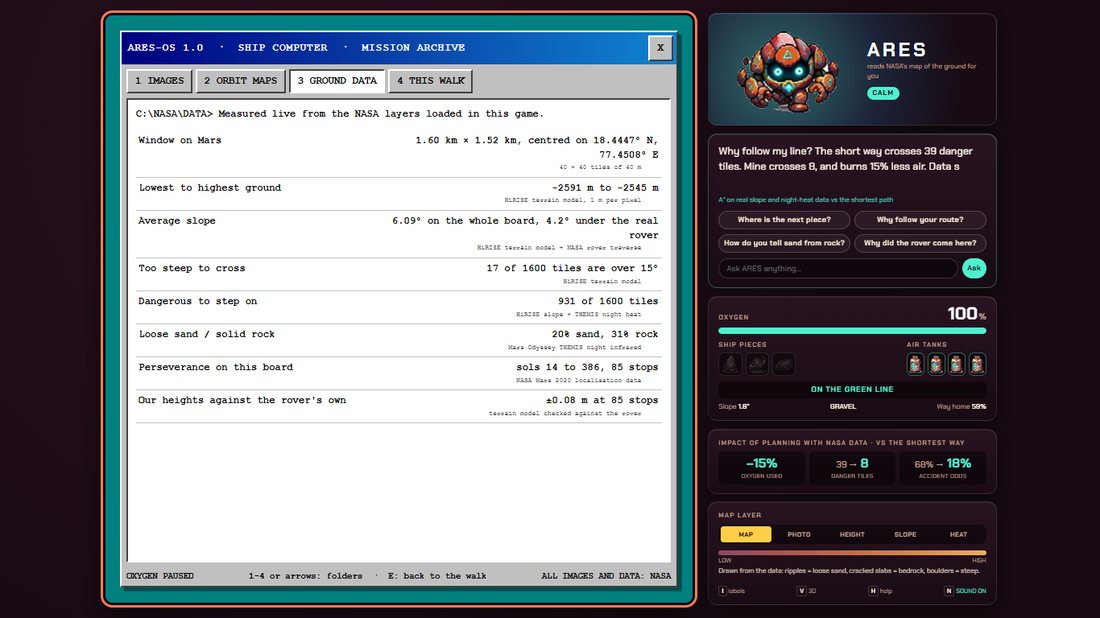 ARES-OS 1.0 · SHIP COMPUTER · MISSION ARCHIVE
X
1 IMAGES
2 ORBIT MAPS
3 GROUND DATA
4 THIS WALK
C:\NASA\DATA> Measured live from the NASA layers loaded in this game.
Window on Mars
1.60 km × 1.52 km, centred on 18.4447° N,
77.4508° E
40 × 40 tiles of 40 m
Lowest to highest ground
-2591 m to -2545 m
HiRISE terrain model, 1 m per pixel
Average slope
6.09° on the whole board, 4.2° under the real
rover
HiRISE terrain model + NASA rover traverse
Too steep to cross
17 of 1600 tiles are over 15°
HiRISE terrain model
Dangerous to step on
931 of 1600 tiles
HiRISE slope + THEMIS night heat
Loose sand / solid rock
20% sand, 31% rock
Mars Odyssey THEMIS night infrared
Perseverance on this board
sols 14 to 386, 85 stops
NASA Mars 2020 localisation data
Our heights against the rover's own
±0.08 m at 85 stops
terrain model checked against the rover
OXYGEN PAUSED
1-4 or arrows: folders · E: back to the walk
ALL IMAGES AND DATA: NASA
ARES
reads NASA's map of the ground for
you
CALM
Why follow my line? The short way crosses 39 danger
tiles. Mine crosses 8, and burns 15% less air. Data s
A* on real slope and night-heat data vs the shortest path
Where is the next piece?
Why follow your route?
How do you tell sand from rock?
Why did the rover come here?
Ask ARES anything...
Ask
OXYGEN
100%
SHIP PIECES
AIR TANKS
ON THE GREEN LINE
Slope 1.8°
GRAVEL
Way home 59%
IMPACT OF PLANNING WITH NASA DATA · VS THE SHORTEST WAY
−15%
OXYGEN USED
39 → 8
DANGER TILES
68% → 18%
ACCIDENT ODDS
MAP LAYER
MAP
PHOTO
HEIGHT
SLOPE
HEAT
LOW
HIGH
Drawn from the data: ripples = loose sand, cracked slabs = bedrock, boulders = steep.
I labels
V 3D
H help
N SOUND ON